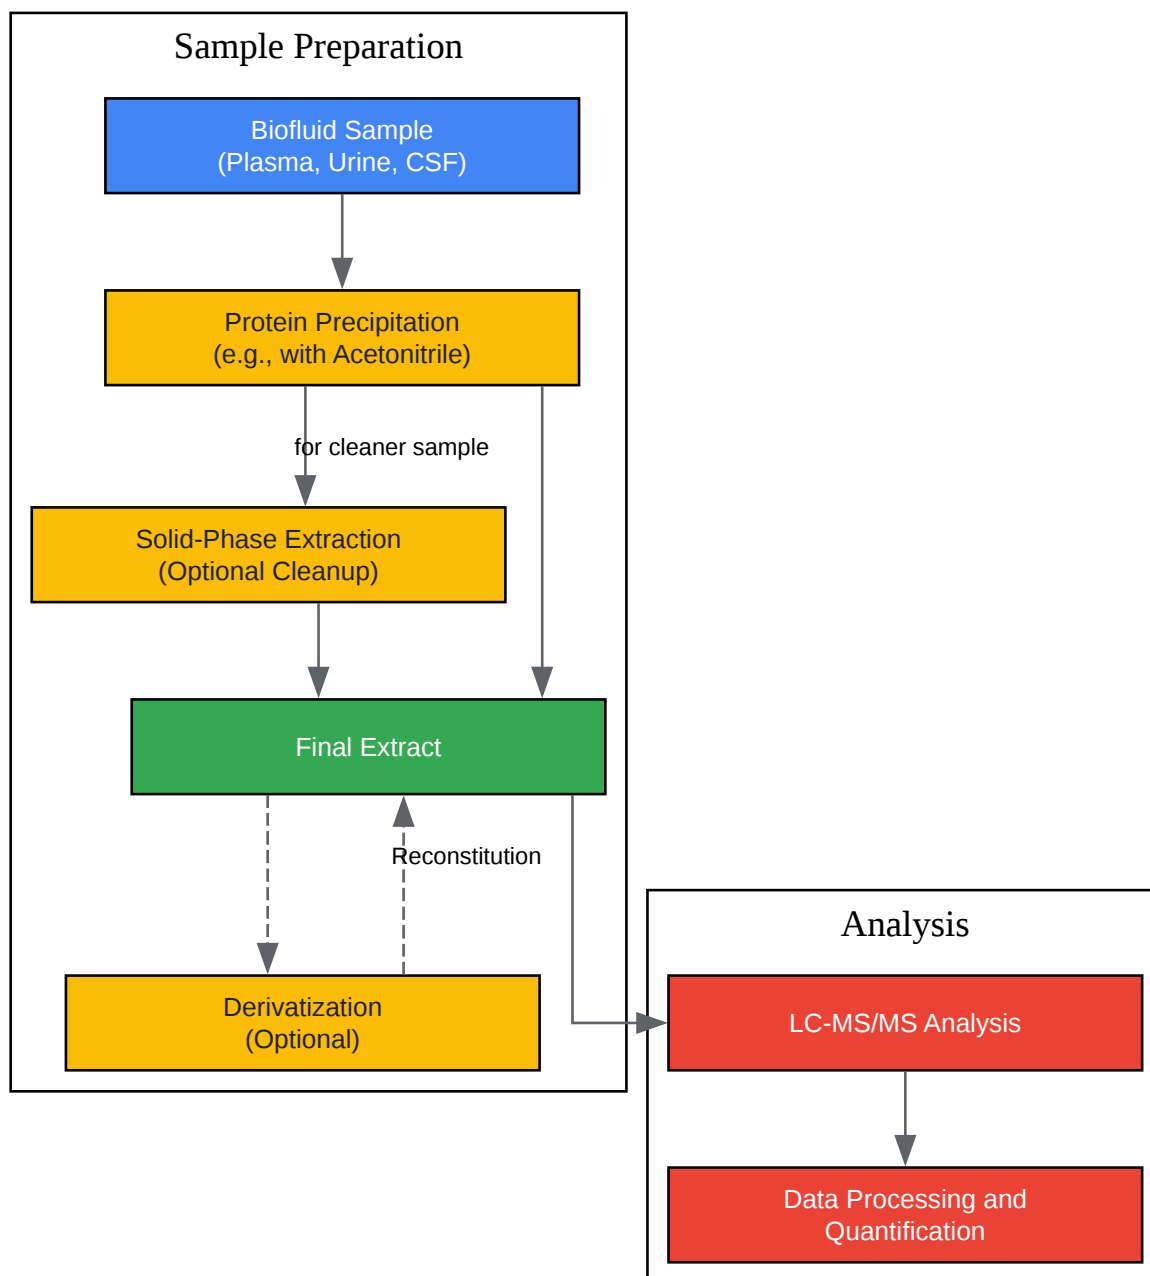 Sample Preparation
Biofluid Sample
(Plasma, Urine, CSF)
Protein Precipitation
(e.g., with Acetonitrile)
for cleaner sample
Solid-Phase Extraction
(Optional Cleanup)
Final Extract
Reconstitution
Derivatization
(Optional)
Analysis
LC-MS/MS Analysis
Data Processing and
Quantification